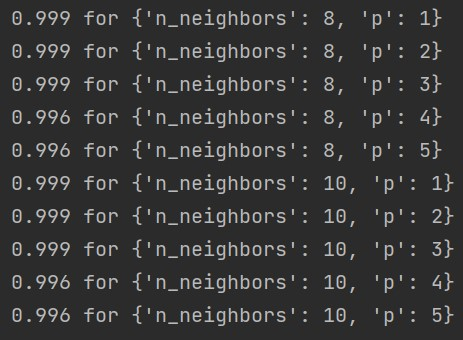 0.999 for {'n_neighbors': 8, 'p': 1}
0.999 for {'n_neighbors': 8, 'p': 2}
0.999 for {'n_neighbors': 8, 'p': 3}
0.996 for {'n_neighbors': 8, 'p': 4}
0.996 for {'n_neighbors': 8, 'p': 5}
0.999 for {'n_neighbors': 10, 'p': 1}
0.999 for {'n_neighbors': 10, 'p': 2}
0.999 for {'n_neighbors': 10, 'p': 3}
0.996 for {'n_neighbors': 10, 'p': 4}
0.996 for {'n_neighbors': 10, 'p': 5}